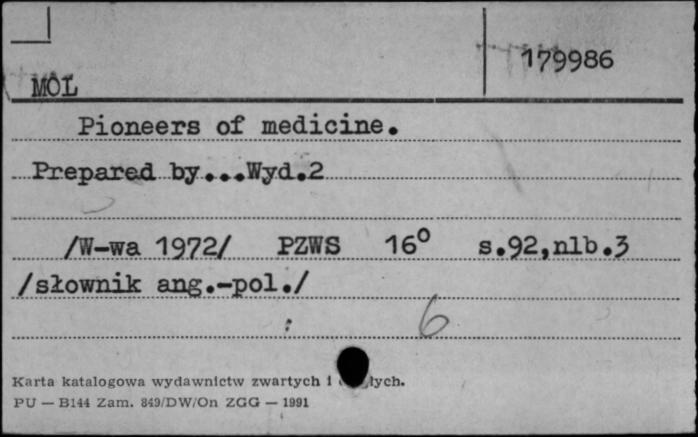 179986
MOL
Pioneers of medicine.
Prepared by...Wyd.2
/W-wa 1972/ PZWS 16° s.92,nlb.3
/słownik ang.-pol./
6
Karta katalogowa wydawnictw zwartych i
PU — B144 Zam. 849/DW/On ZGG — 1991